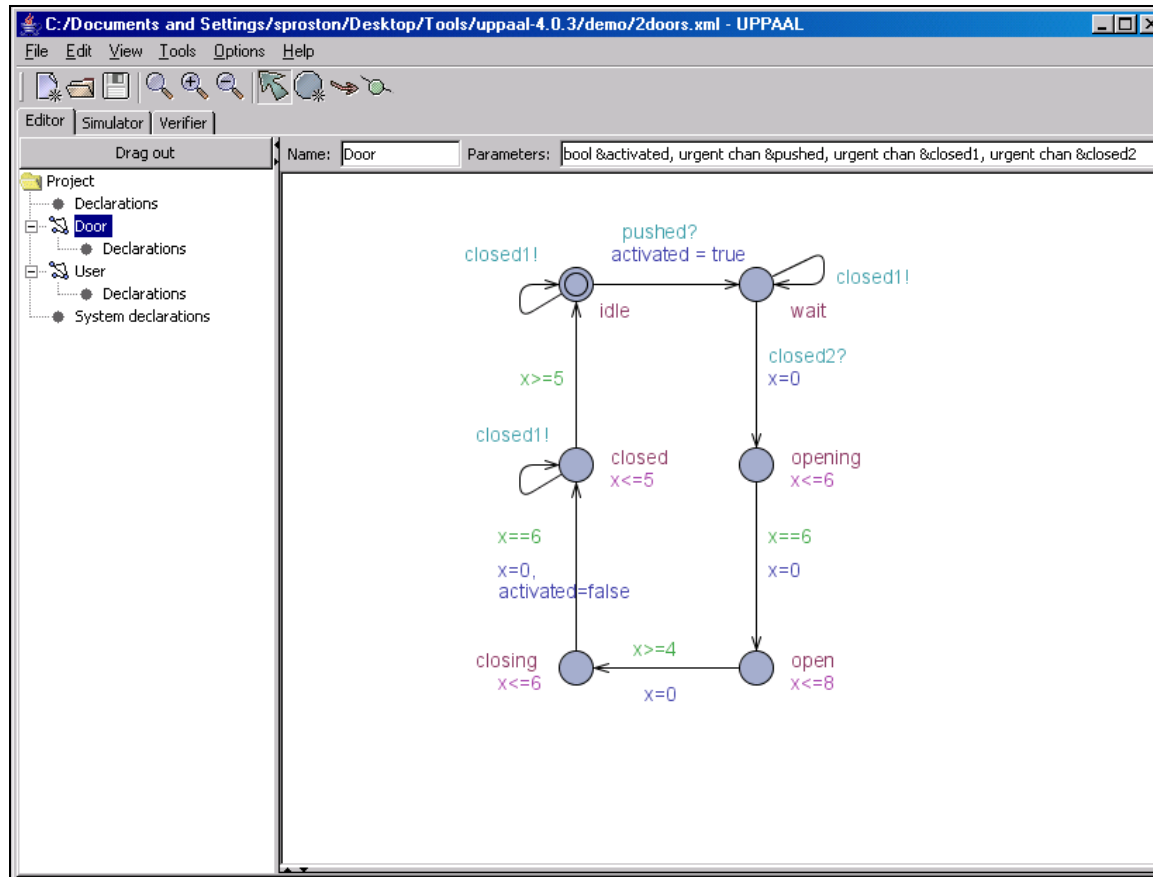 C:/Documents and Settings/sproston/Desktop/Tools/uppaal-4.0.3/demo/2doors.xml - UPPAAL
File Edit View Tools Options Help
Editor Simulator Verifier
Drag out
Name: Door Parameters: bool &activated, urgent chan &pushed, urgent chan &closed1, urgent chan &closed2
Project
Declarations
Door
Declarations
User
Declarations
System declarations
pushed?
closed1! activated = true
closed1!
idle wait
closed2?
x>=5 x=0
closed1!
closed opening
x<=5 x<=6
x==6 x==6
x=0, x=0
activated=false
x>=4
closing open
x<=6 x<=8
x=0